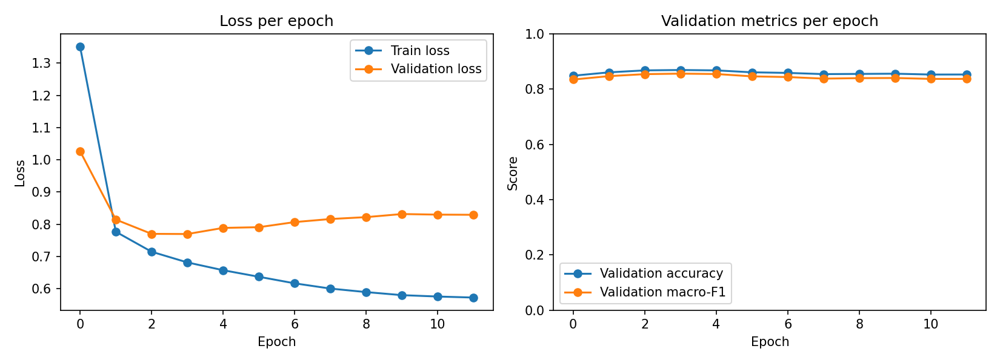 Loss per epoch
Train loss
Validation loss
1.3
1.2
1.1
1.0
0.9
0.8
0.7
0.6
Loss
0 2 4 6 8 10
Epoch
Validation metrics per epoch
1.0
0.8
0.6
0.4
0.2
0.0
Score
Validation accuracy
Validation macro-F1
0 2 4 6 8 10
Epoch